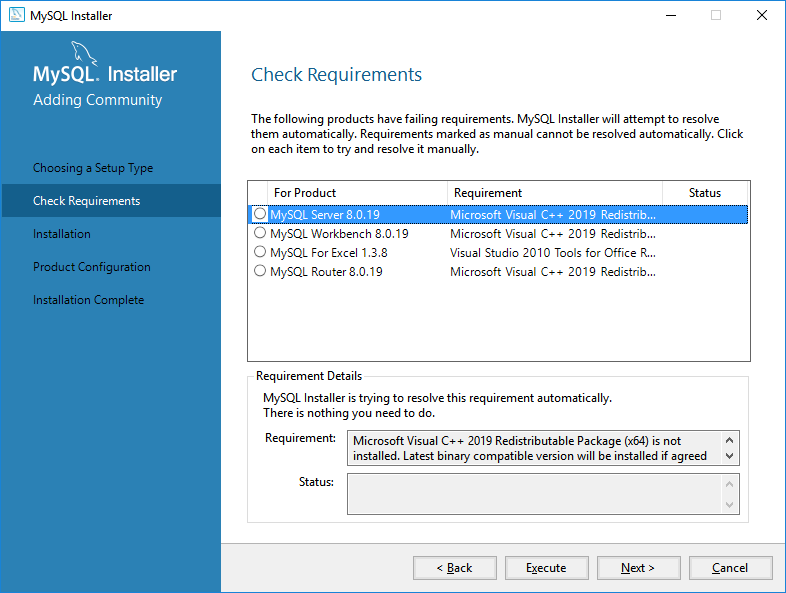 MySQL Installer
MySQL. Installer
Adding Community
Choosing a Setup Type
Check Requirements
Installation
Product Configuration
Installation Complete
Check Requirements
The following products have failing requirements. MySQL Installer will attempt to resolve
them automatically. Requirements marked as manual cannot be resolved automatically. Click
on each item to try and resolve it manually.
For Product Requirement Status
MySQL Server 8.0.19 Microsoft Visual C++ 2019 Redistrib...
MySQL Workbench 8.0.19 Microsoft Visual C++ 2019 Redistrib...
MySQL For Excel 1.3.8 Visual Studio 2010 Tools for Office R...
MySQL Router 8.0.19 Microsoft Visual C++ 2019 Redistrib...
Requirement Details
MySQL Installer is trying to resolve this requirement automatically.
There is nothing you need to do.
Requirement: Microsoft Visual C++ 2019 Redistributable Package (x64) is not
installed. Latest binary compatible version will be installed if agreed
Status:
< Back Execute Next > Cancel